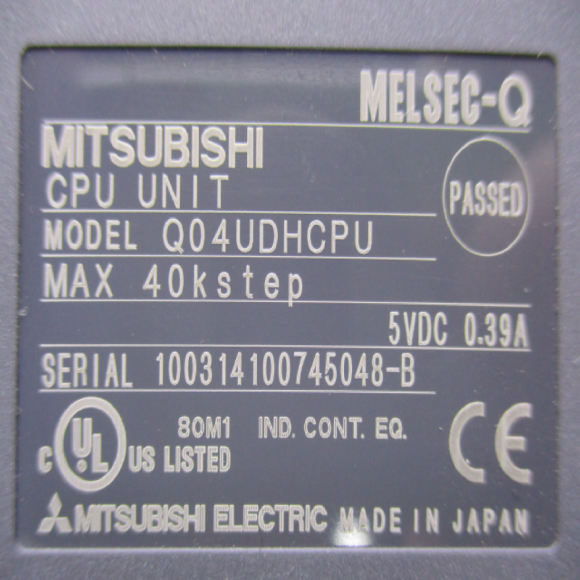 MELSEC-Q
MITSUBISHI
CPU UNIT
PASSED
MODEL Q04UDHCPU
MAX 40kstep
5VDC 0.39A
SERIAL 100314100745048-B
80M1 IND. CONT. EQ.
C UL US LISTED
CE
MITSUBISHI ELECTRIC MADE IN JAPAN